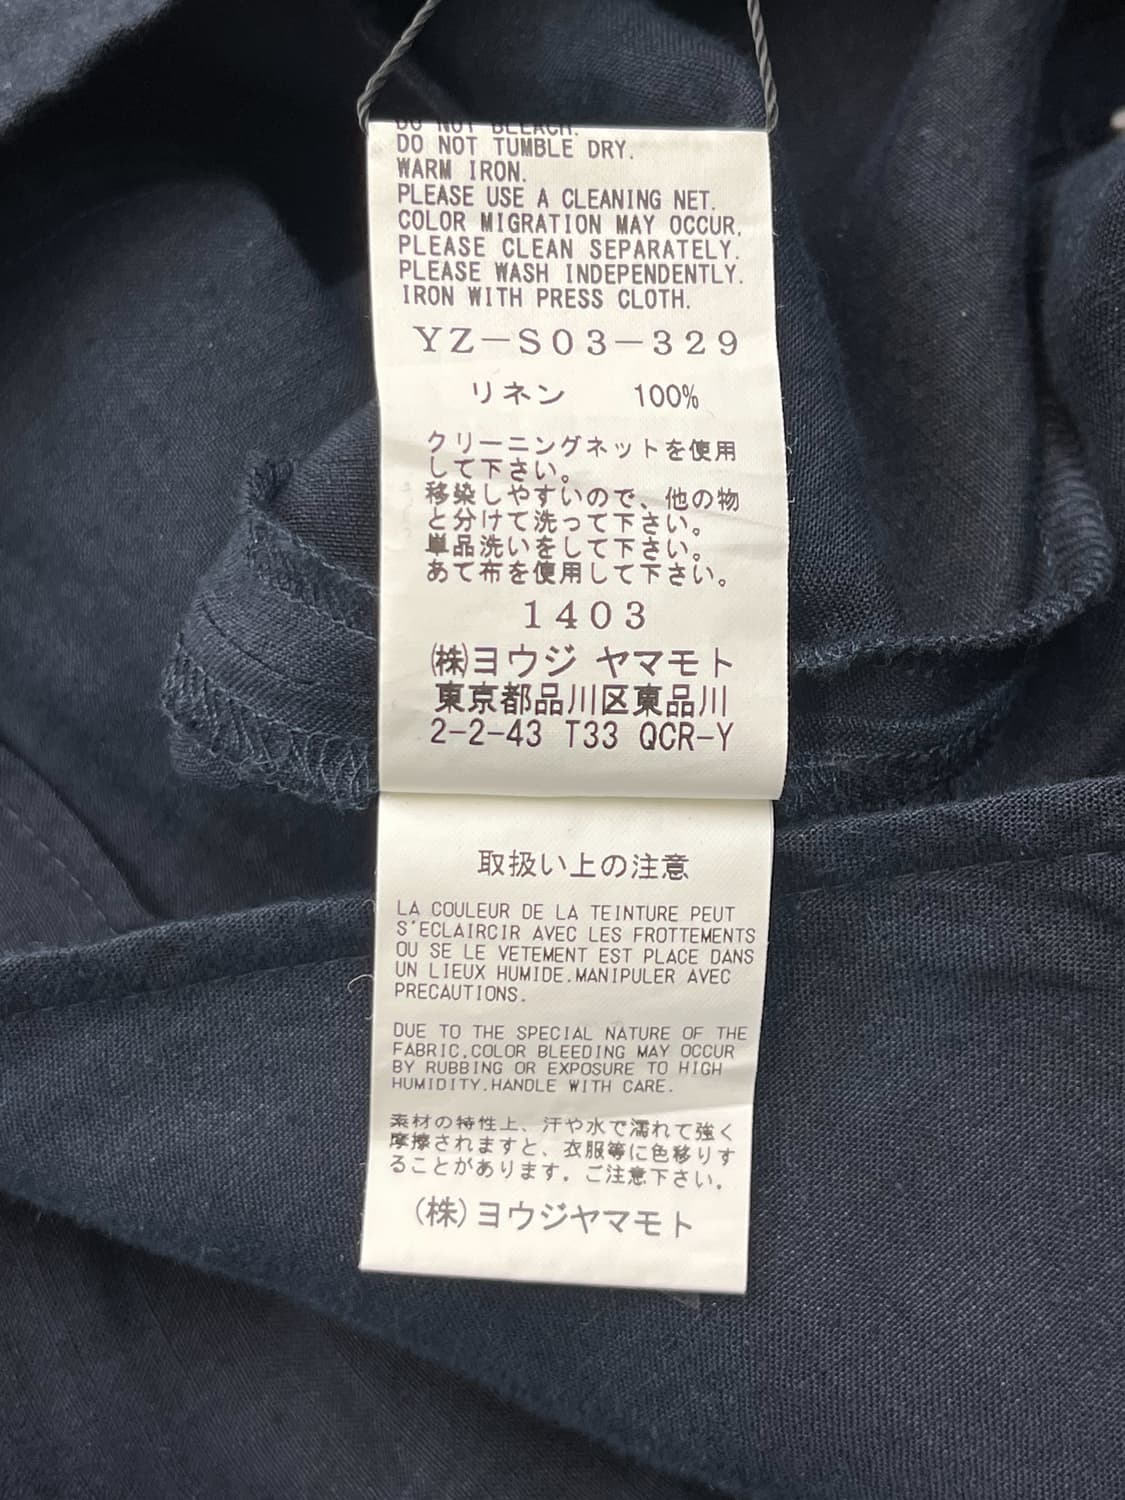 DO NOT BLEACH.
DO NOT TUMBLE DRY.
WARM IRON.
PLEASE USE A CLEANING NET.
COLOR MIGRATION MAY OCCUR.
PLEASE CLEAN SEPARATELY.
PLEASE WASH INDEPENDENTLY.
IRON WITH PRESS CLOTH.
YZ-S03-329
リネン 100%
クリーニングネットを使用
して下さい。
移染しやすいので、他の物
と分けて洗って下さい。
単品洗いをして下さい。
あて布を使用して下さい。
1403
㈱ヨウジ ヤマモト
東京都品川区東品川
2-2-43 T33 QCR-Y
取扱い上の注意
LA COULEUR DE LA TEINTURE PEUT
S'ECLAIRCIR AVEC LES FROTTEMENTS
OU SE LE VETEMENT EST PLACE DANS
UN LIEUX HUMIDE.MANIPULER AVEC
PRECAUTIONS.
DUE TO THE SPECIAL NATURE OF THE
FABRIC,COLOR BLEEDING MAY OCCUR
BY RUBBING OR EXPOSURE TO HIGH
HUMIDITY.HANDLE WITH CARE.
素材の特性上、汗や水で濡れて強く
摩擦されますと、衣服等に色移りす
ることがあります。ご注意下さい。
(株)ヨウジヤマモト